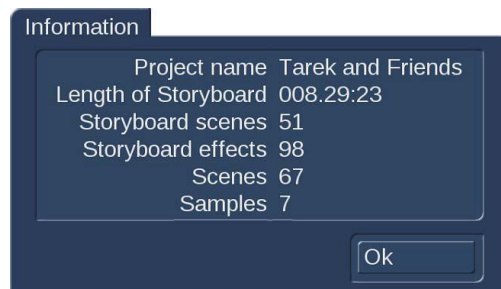 Information
Project name Tarek and Friends
Length of Storyboard 008.29:23
Storyboard scenes 51
Storyboard effects 98
Scenes 67
Samples 7
Ok